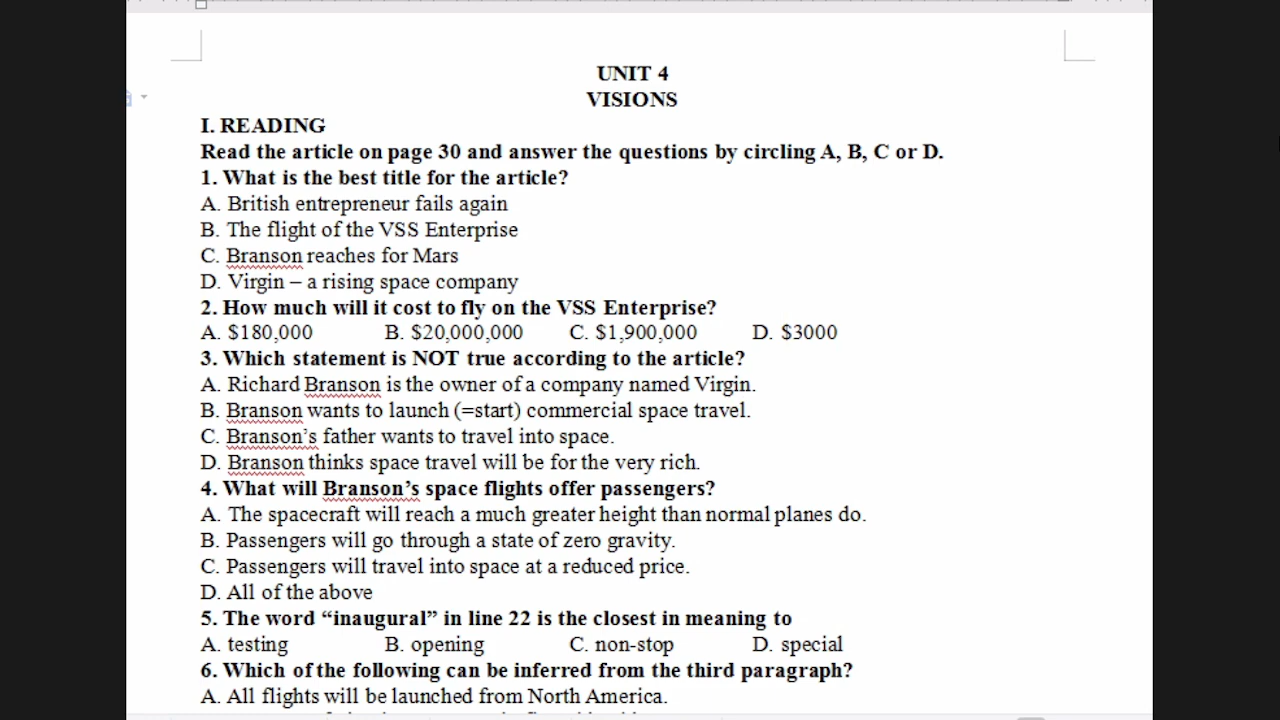 UNIT 4
VISIONS
I. READING
Read the article on page 30 and answer the questions by circling A, B, C or D.
1. What is the best title for the article?
A. British entrepreneur fails again
B. The flight of the VSS Enterprise
C. Branson reaches for Mars
D. Virgin – a rising space company
2. How much will it cost to fly on the VSS Enterprise?
A. $180,000 B. $20,000,000 C. $1,900,000 D. $3000
3. Which statement is NOT true according to the article?
A. Richard Branson is the owner of a company named Virgin.
B. Branson wants to launch (=start) commercial space travel.
C. Branson’s father wants to travel into space.
D. Branson thinks space travel will be for the very rich.
4. What will Branson’s space flights offer passengers?
A. The spacecraft will reach a much greater height than normal planes do.
B. Passengers will go through a state of zero gravity.
C. Passengers will travel into space at a reduced price.
D. All of the above
5. The word “inaugural” in line 22 is the closest in meaning to
A. testing B. opening C. non-stop D. special
6. Which of the following can be inferred from the third paragraph?
A. All flights will be launched from North America.